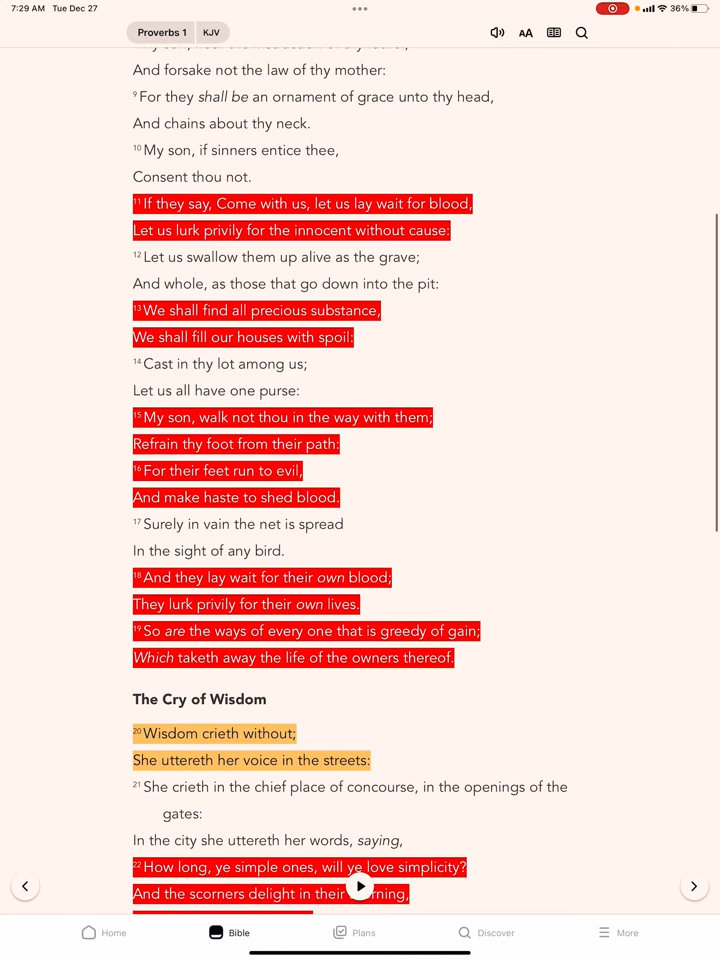 7:29 AM Tue Dec 27
36%
Proverbs 1 KJV
AA
And forsake not the law of thy mother:
9 For they shall be an ornament of grace unto thy head,
And chains about thy neck.
10 My son, if sinners entice thee,
Consent thou not.
11 If they say, Come with us, let us lay wait for blood,
Let us lurk privily for the innocent without cause:
12 Let us swallow them up alive as the grave;
And whole, as those that go down into the pit:
13 We shall find all precious substance,
We shall fill our houses with spoil:
14 Cast in thy lot among us;
Let us all have one purse:
15 My son, walk not thou in the way with them;
Refrain thy foot from their path:
16 For their feet run to evil,
And make haste to shed blood.
17 Surely in vain the net is spread
In the sight of any bird.
18 And they lay wait for their own blood;
They lurk privily for their own lives.
19 So are the ways of every one that is greedy of gain;
Which taketh away the life of the owners thereof.
The Cry of Wisdom
20 Wisdom crieth without;
She uttereth her voice in the streets:
21 She crieth in the chief place of concourse, in the openings of the
gates:
In the city she uttereth her words, saying,
22 How long, ye simple ones, will ye love simplicity?
And the scorners delight in their
Home Bible Plans Discover More